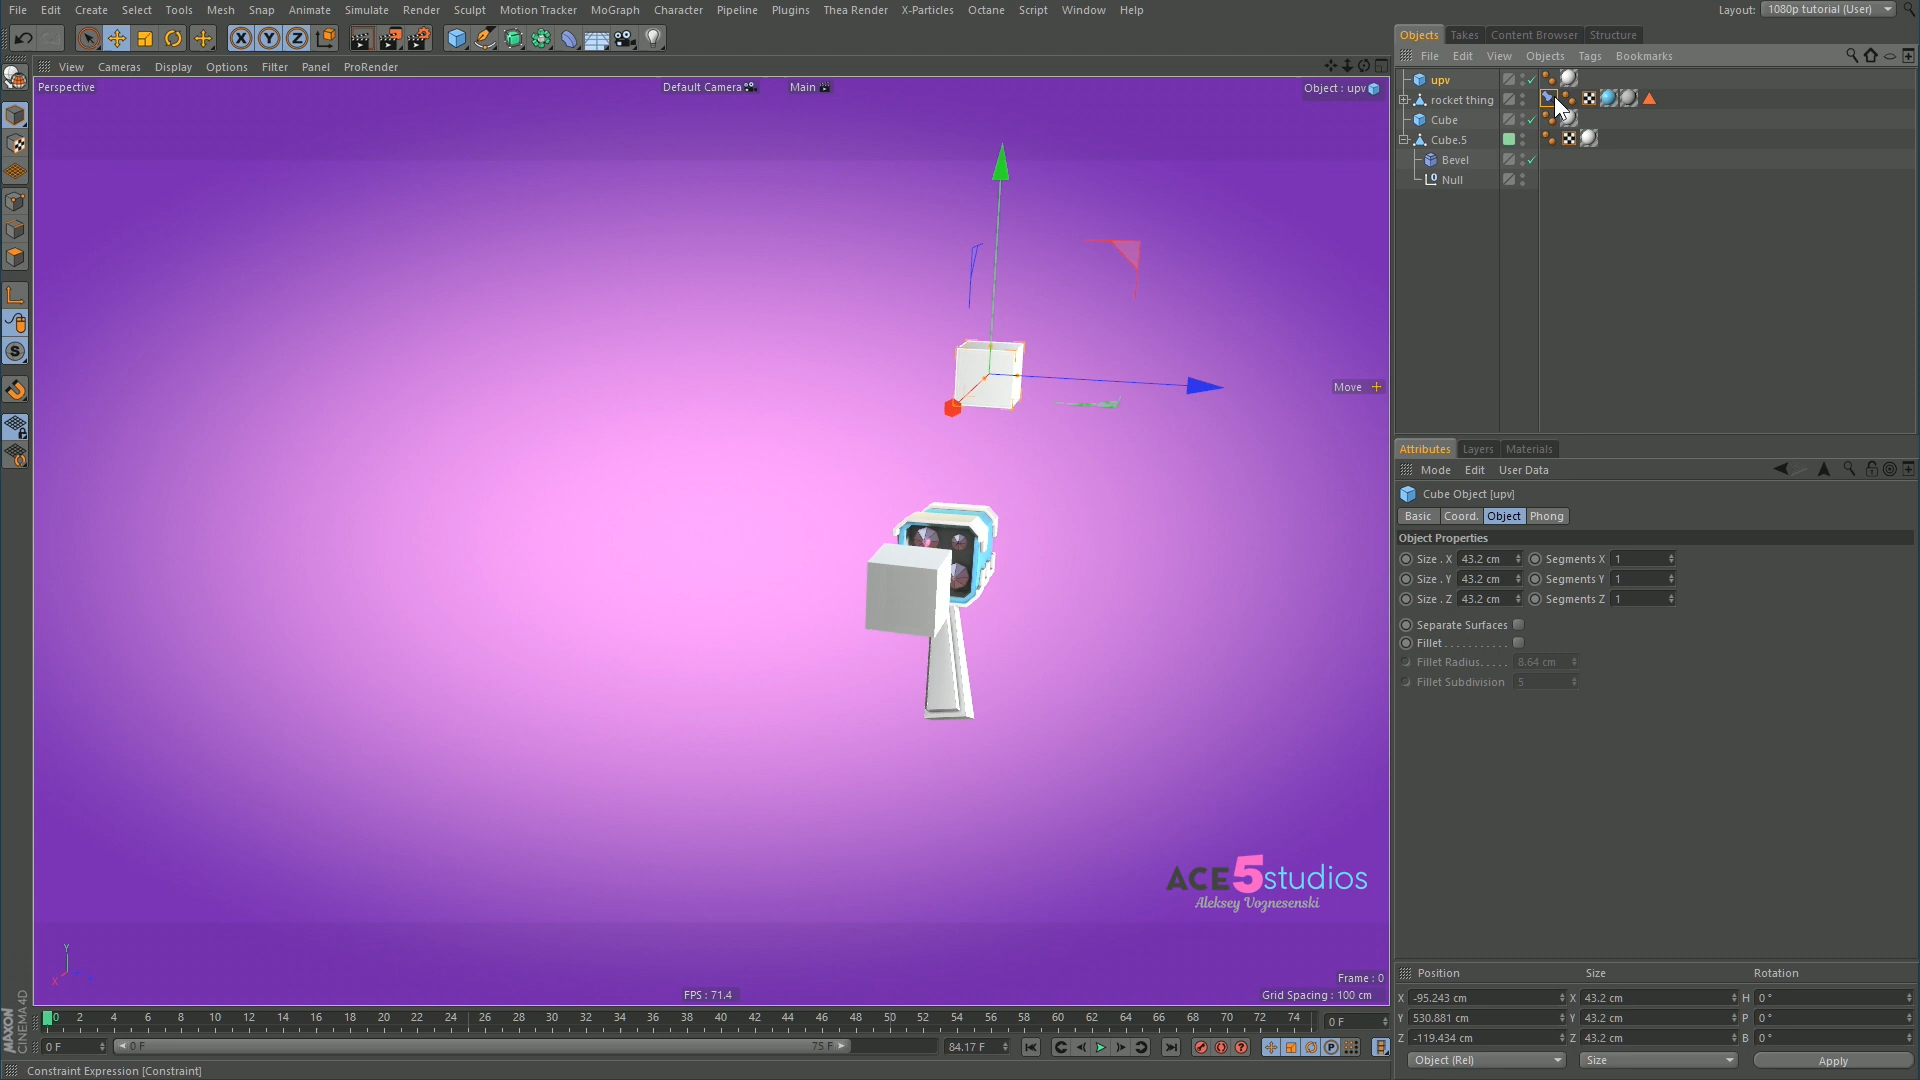 File Edit Create Select Tools Mesh Snap Animate Simulate Render Sculpt Motion Tracker MoGraph Character Pipeline Plugins Thea Render X-Particles Octane Script Window Help Layout: 1080p tutorial (User)
Objects Takes Content Browser Structure
File Edit View Objects Tags Bookmarks
View Cameras Display Options Filter Panel ProRender
Perspective Default Camera Main Object : upv
upv
rocket thing
Cube
Cube.5
Bevel
Null
Move
Attributes Layers Materials
Mode Edit User Data
Cube Object [upv]
Basic Coord. Object Phong
Object Properties
Size . X 43.2 cm Segments X 1
Size . Y 43.2 cm Segments Y 1
Size . Z 43.2 cm Segments Z 1
Separate Surfaces
Fillet . . . . . . . . . . .
Fillet Radius. . . . . 8.64 cm
Fillet Subdivision 5
ACE5studios
Aleksey Voznesenski
Y
X
Frame : 0
FPS : 71.4 Grid Spacing : 100 cm
Position Size Rotation
X -95.243 cm X 43.2 cm H 0 °
Y 530.881 cm Y 43.2 cm P 0 °
Z -119.434 cm Z 43.2 cm B 0 °
Object (Rel) Size Apply
0 2 4 6 8 10 12 14 16 18 20 22 24 26 28 30 32 34 36 38 40 42 44 46 48 50 52 54 56 58 60 62 64 66 68 70 72 74 0 F
0 F 0 F 75 F 84.17 F
MAXON
CINEMA 4D
Constraint Expression [Constraint]